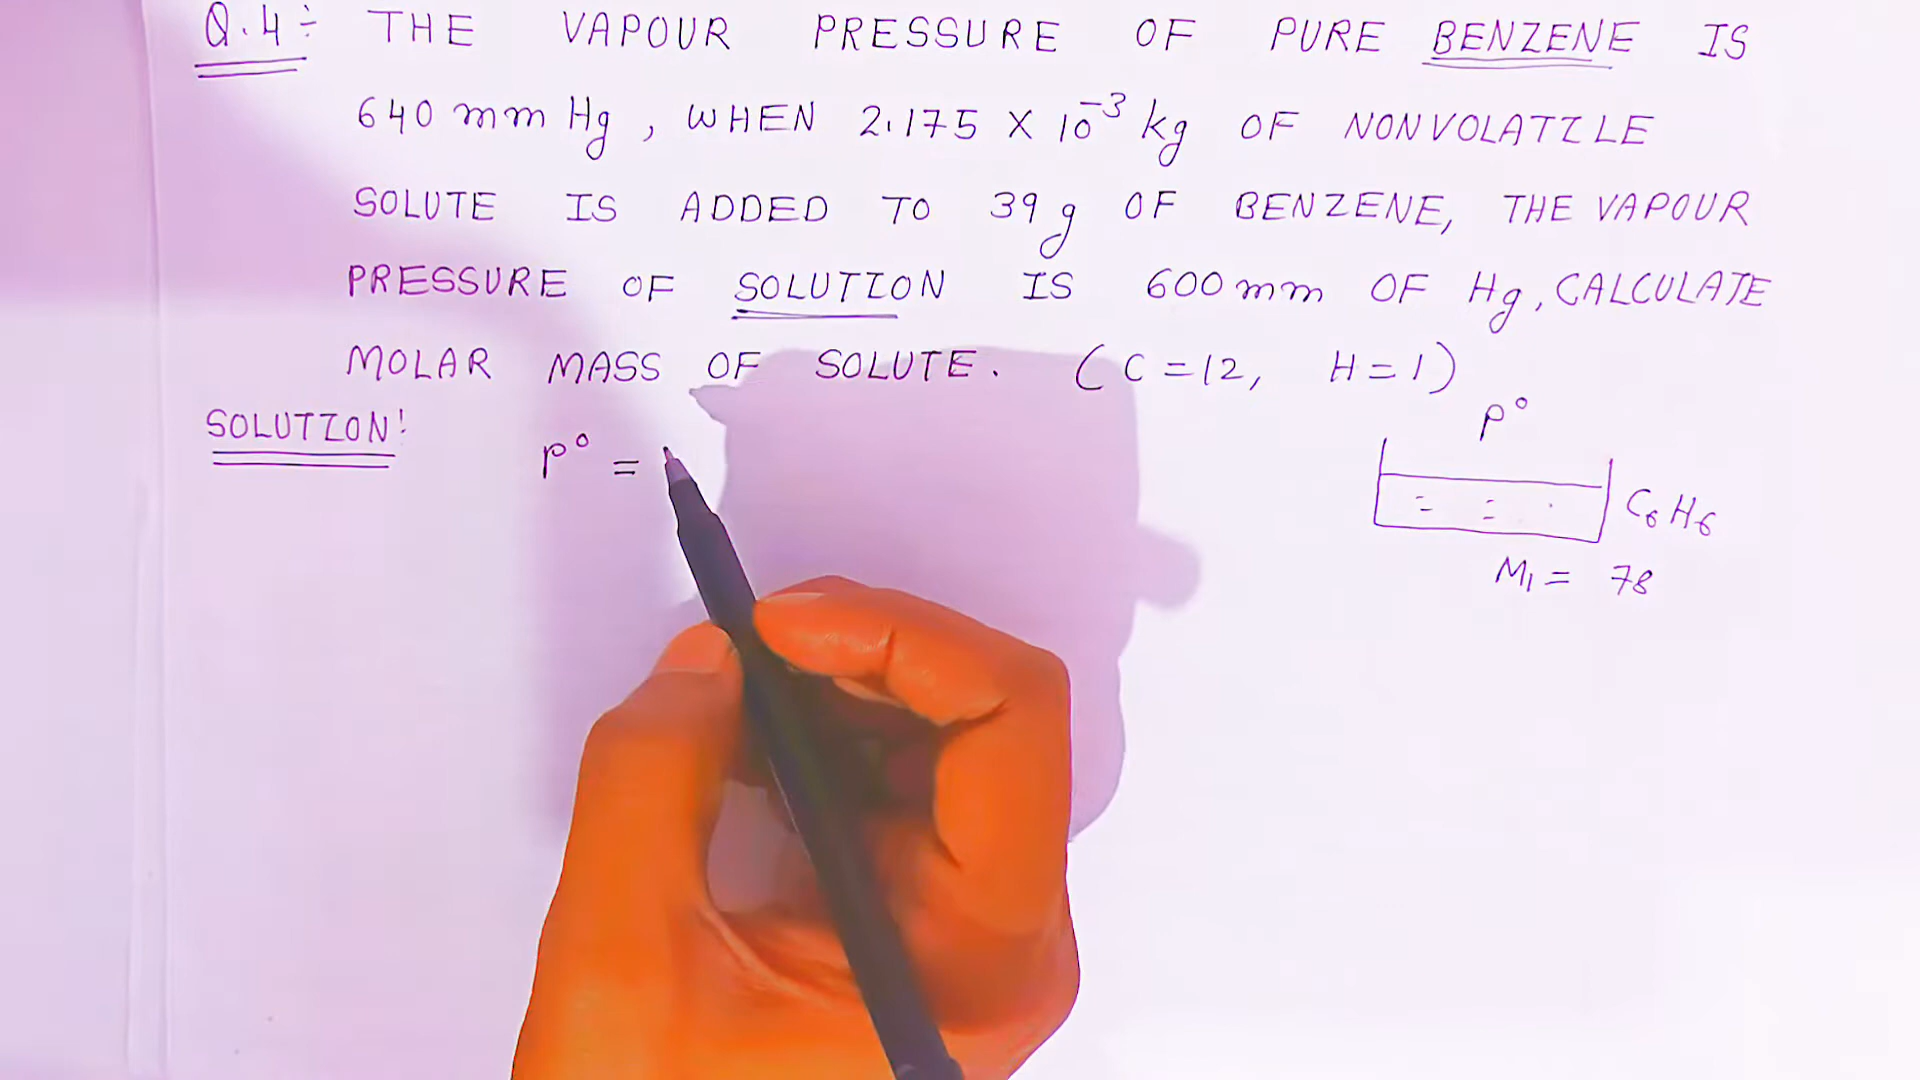 Q.4÷ THE VAPOUR PRESSURE OF PURE BENZENE IS
640 mm Hg, WHEN 2.175 X 10⁻³ kg OF NONVOLATILE
SOLUTE IS ADDED TO 39 g OF BENZENE, THE VAPOUR
PRESSURE OF SOLUTION IS 600 mm OF Hg, CALCULATE
MOLAR MASS OF SOLUTE. (C=12, H=1)
SOLUTION!
P° =
P°
C₆H₆
M₁ = 78